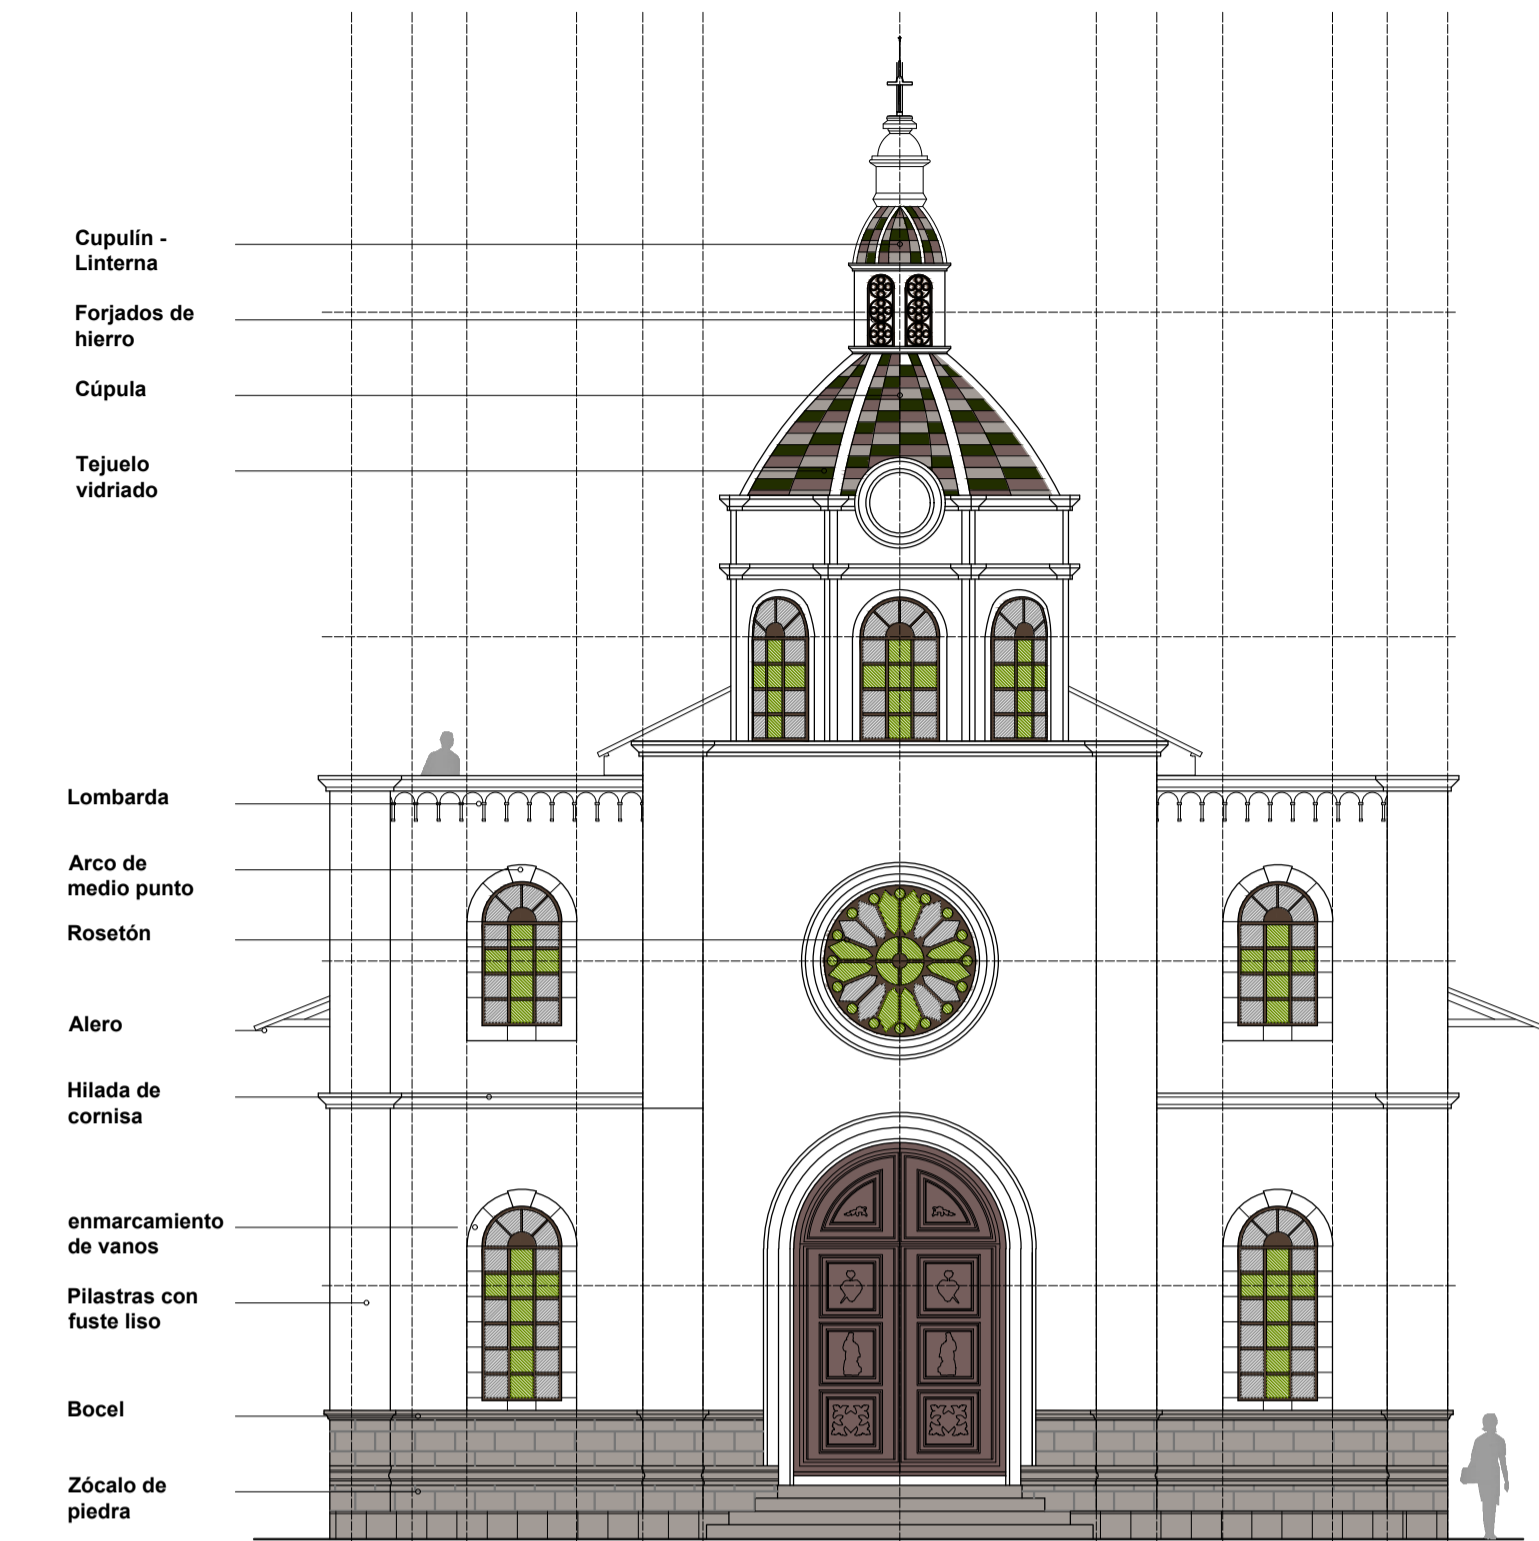 Cupulín -
Linterna
Forjados de
hierro
Cúpula
Tejuelo
vidriado
Lombarda
Arco de
medio punto
Rosetón
Alero
Hilada de
cornisa
enmarcamiento
de vanos
Pilastras con
fuste liso
Bocel
Zócalo de
piedra